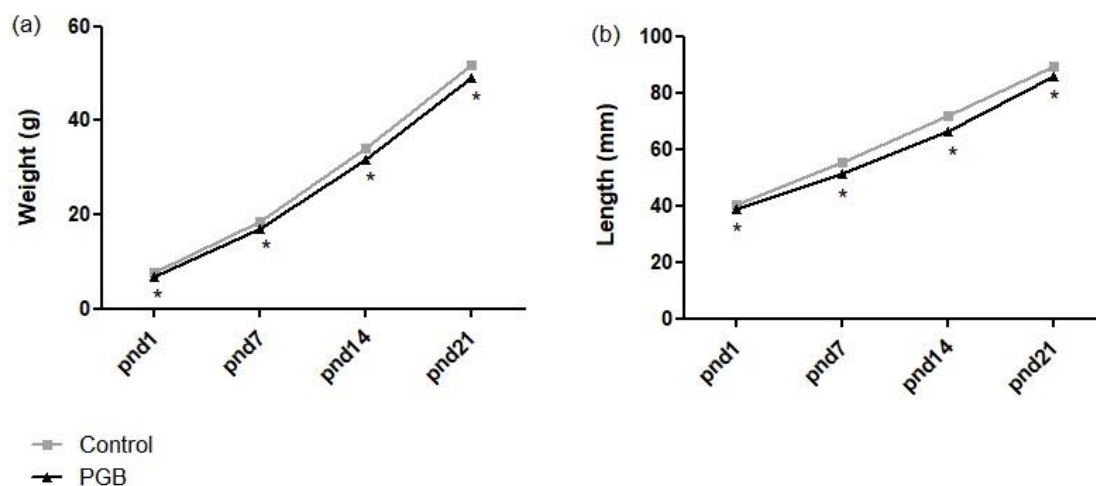 (a)
Weight (g)
60
40
20
0
*
*
*
*
pnd1
pnd7
pnd14
pnd21
(b)
Length (mm)
100
80
60
40
20
0
*
*
*
*
pnd1
pnd7
pnd14
pnd21
Control
PGB